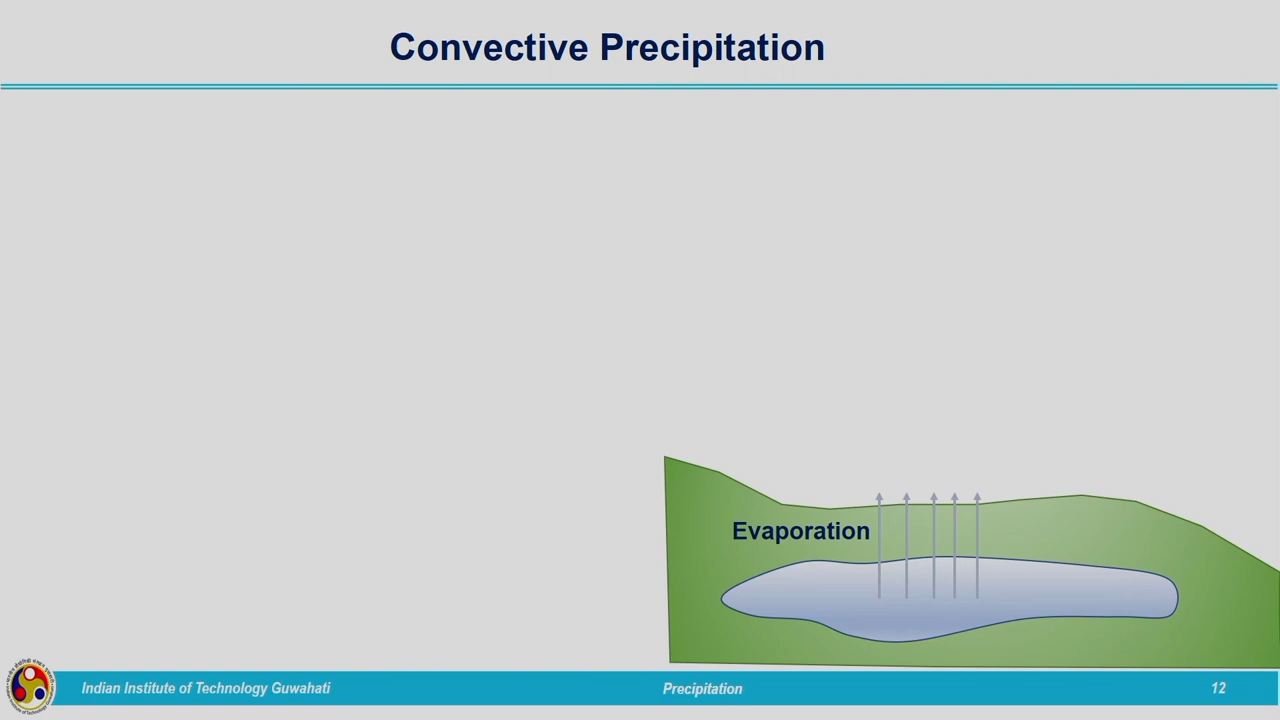 Convective Precipitation
Evaporation
Indian Institute of Technology Guwahati
Precipitation
12